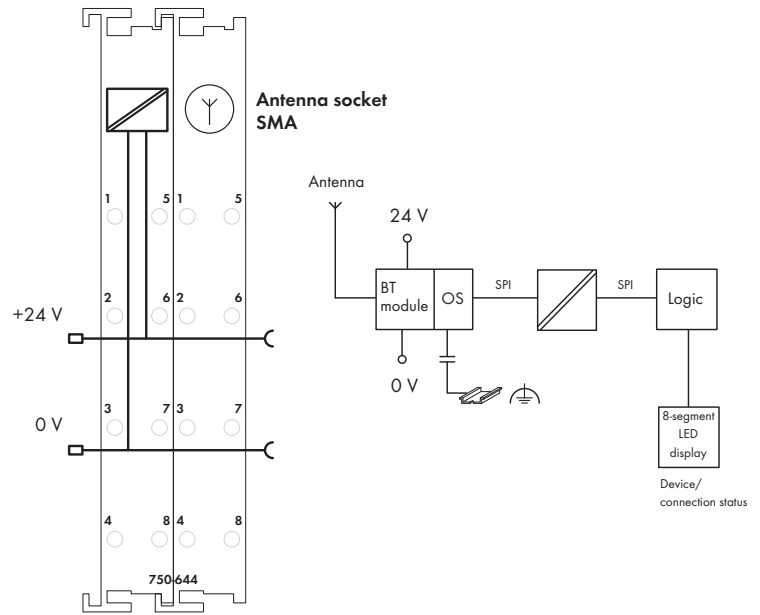 Antenna socket
SMA
1 5 1 5
2 6 2 6
+24 V
3 7 3 7
0 V
4 8 4 8
750-644
Antenna
24 V
BT
module
OS
SPI
SPI
Logic
0 V
8-segment
LED
display
Device/
connection status